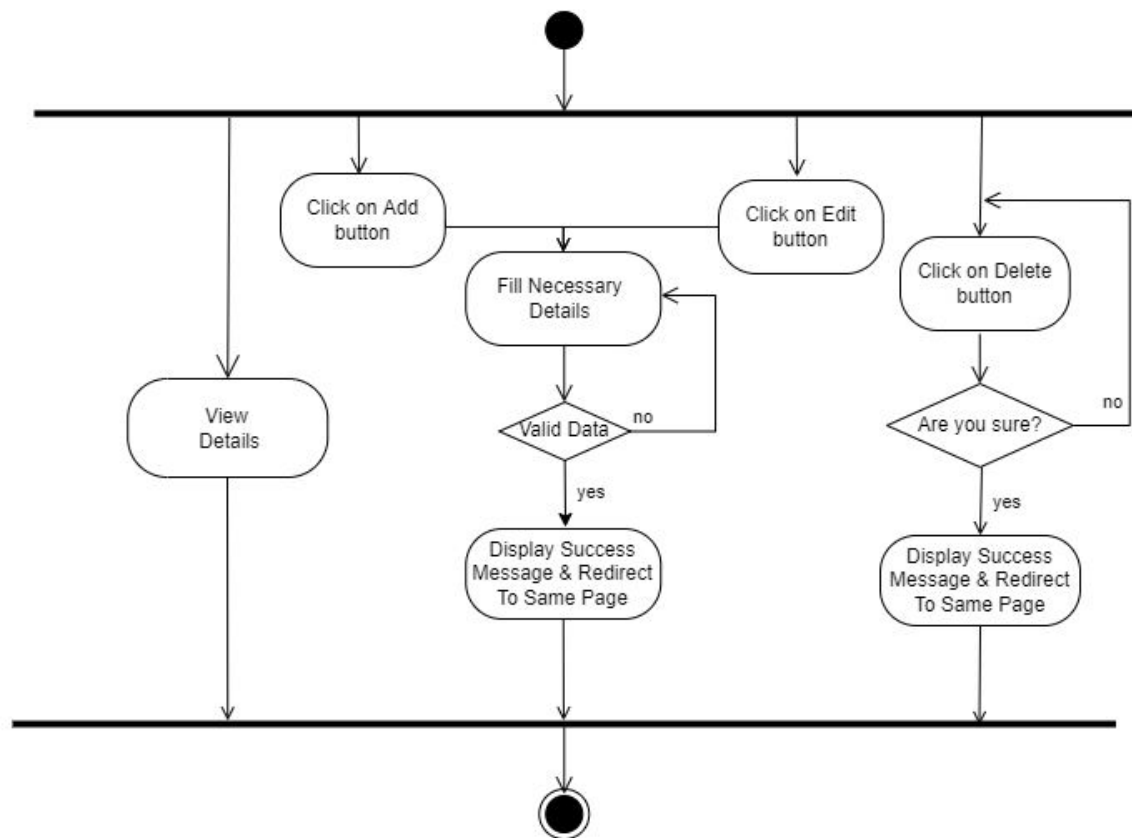 Click on Add
button
Click on Edit
button
Fill Necessary
Details
Click on Delete
button
View
Details
Valid Data
no
Are you sure?
no
yes
yes
Display Success
Message & Redirect
To Same Page
Display Success
Message & Redirect
To Same Page